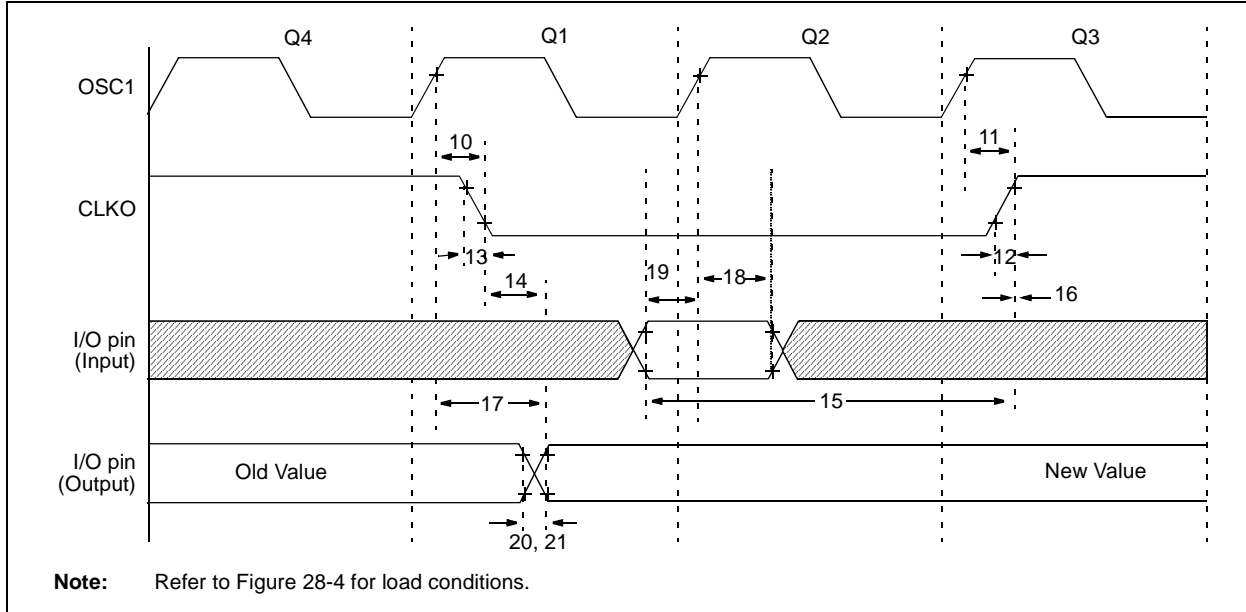 Q4 Q1 Q2 Q3
OSC1
10 11
CLKO
13 14 19 18 12 16
I/O pin
(Input)
17 15
I/O pin
(Output)
Old Value New Value
20, 21
Note: Refer to Figure 28-4 for load conditions.